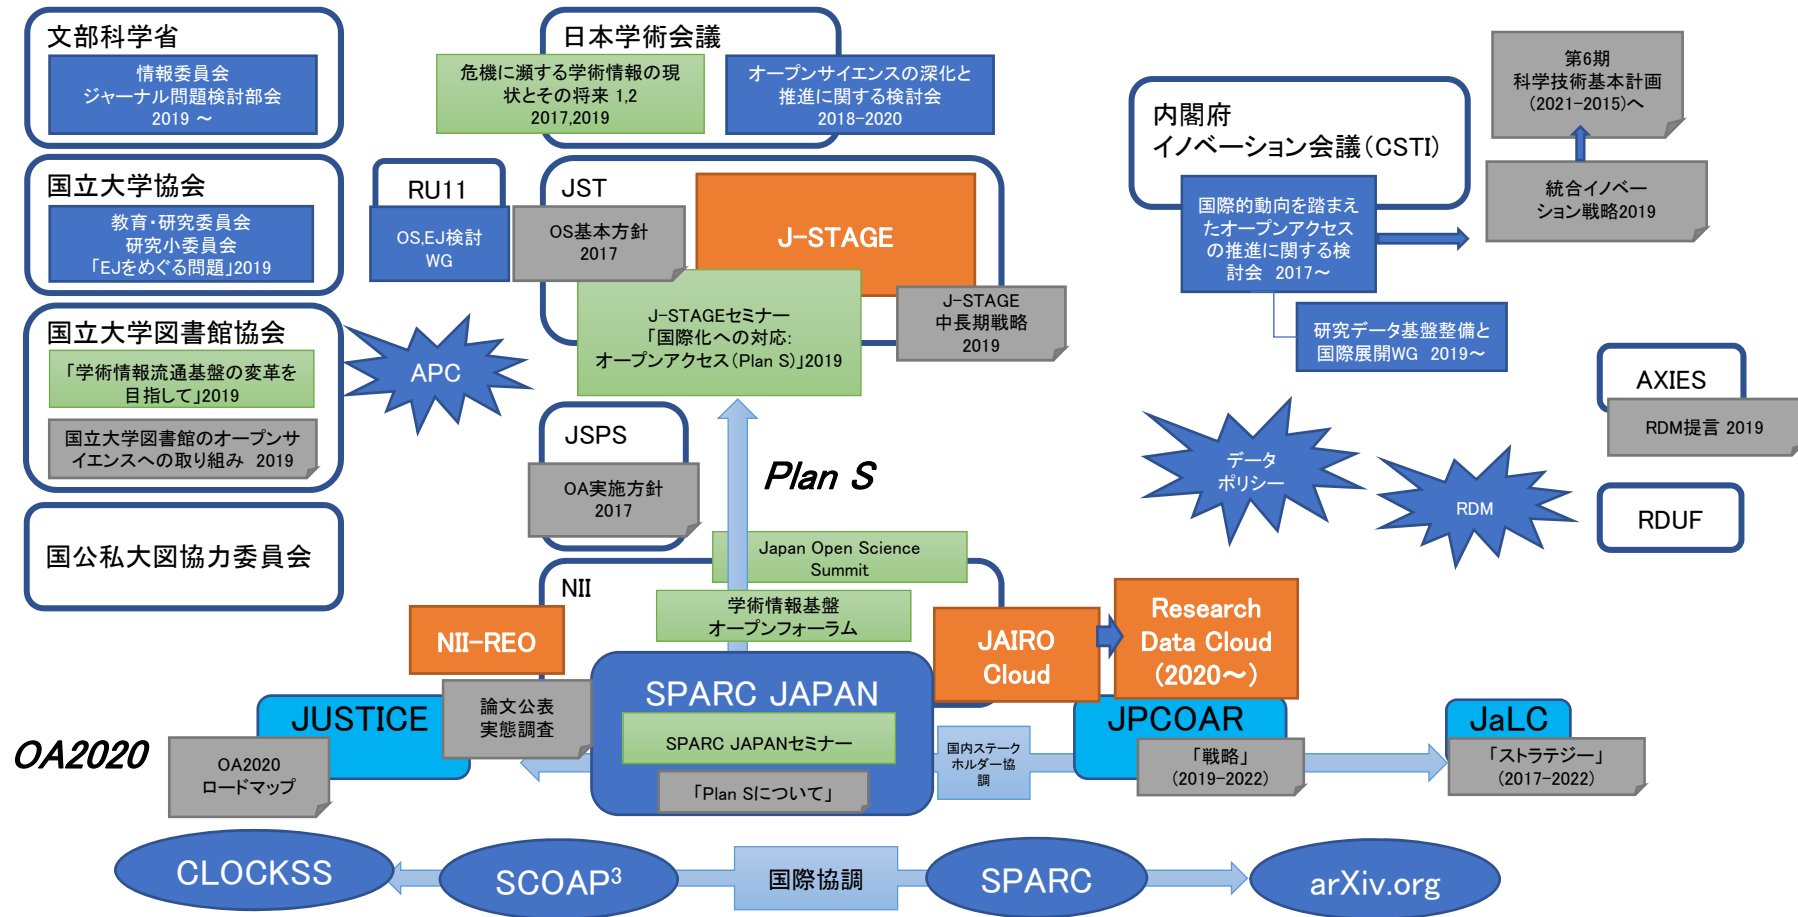 文部科学省
情報委員会
ジャーナル問題検討部会
2019 ～
日本学術会議
危機に瀕する学術情報の現
状とその将来 1,2
2017,2019
オープンサイエンスの深化と
推進に関する検討会
2018-2020
第6期
科学技術基本計画
(2021-2015)へ
内閣府
イノベーション会議(CSTI)
統合イノベー
ション戦略2019
国際的動向を踏まえ
たオープンアクセス
の推進に関する検
討会 2017～
研究データ基盤整備と
国際展開WG 2019～
国立大学協会
教育・研究委員会
研究小委員会
「EJをめぐる問題」2019
RU11
OS,EJ検討
WG
JST
OS基本方針
2017
J-STAGE
J-STAGEセミナー
「国際化への対応:
オープンアクセス(Plan S)」2019
J-STAGE
中長期戦略
2019
国立大学図書館協会
「学術情報流通基盤の変革を
目指して」2019
国立大学図書館のオープンサ
イエンスへの取り組み 2019
APC
AXIES
RDM提言 2019
JSPS
OA実施方針
2017
Plan S
データ
ポリシー
RDM
RDUF
国公私大図協力委員会
Japan Open Science
Summit
NII
学術情報基盤
オープンフォーラム
NII-REO
JAIRO
Cloud
Research
Data Cloud
(2020～)
SPARC JAPAN
SPARC JAPANセミナー
「Plan Sについて」
JUSTICE
論文公表
実態調査
OA2020
OA2020
ロードマップ
国内ステーク
ホルダー協
調
JPCOAR
「戦略」
(2019-2022)
JaLC
「ストラテジー」
(2017-2022)
CLOCKSS
SCOAP³
国際協調
SPARC
arXiv.org